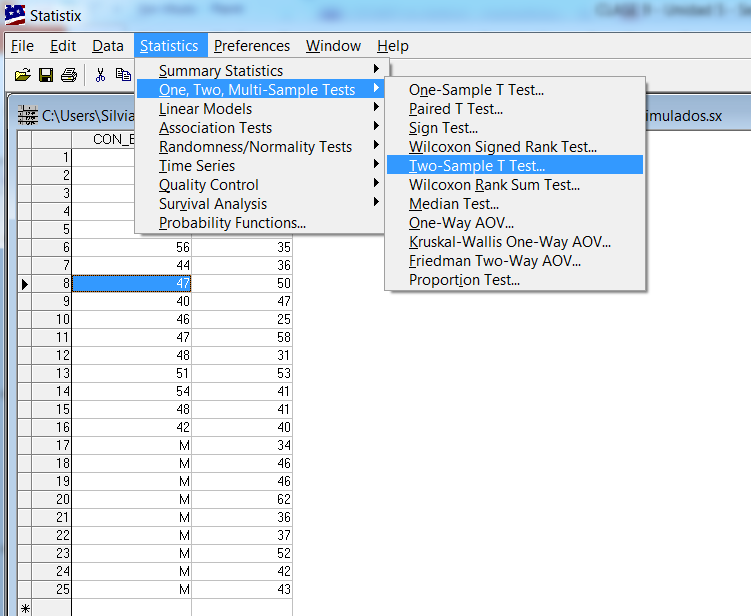 Statistix
File Edit Data Statistics Preferences Window Help
Summary Statistics
One, Two, Multi-Sample Tests
Linear Models
Association Tests
Randomness/Normality Tests
Time Series
Quality Control
Survival Analysis
Probability Functions...
One-Sample T Test...
Paired T Test...
Sign Test...
Wilcoxon Signed Rank Test...
Two-Sample T Test...
Wilcoxon Rank Sum Test...
Median Test...
One-Way AOV...
Kruskal-Wallis One-Way AOV...
Friedman Two-Way AOV...
Proportion Test...
C:\Users\Silvia imulados.sx
CON_E
1
2
3
4
5
6 56 35
7 44 36
8 47 50
9 40 47
10 46 25
11 47 58
12 48 31
13 51 53
14 54 41
15 48 41
16 42 40
17 M 34
18 M 46
19 M 46
20 M 62
21 M 36
22 M 37
23 M 52
24 M 42
25 M 43
*